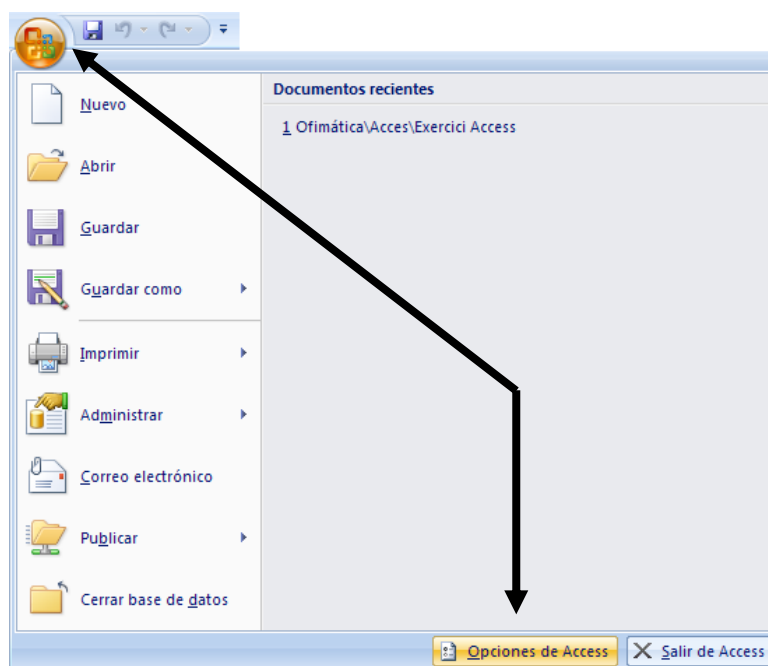 Nuevo
Abrir
Guardar
Guardar como
Imprimir
Administrar
Correo electrónico
Publicar
Cerrar base de datos
Documentos recientes
1 Ofimática\Acces\Exercici Access
Opciones de Access
Salir de Access